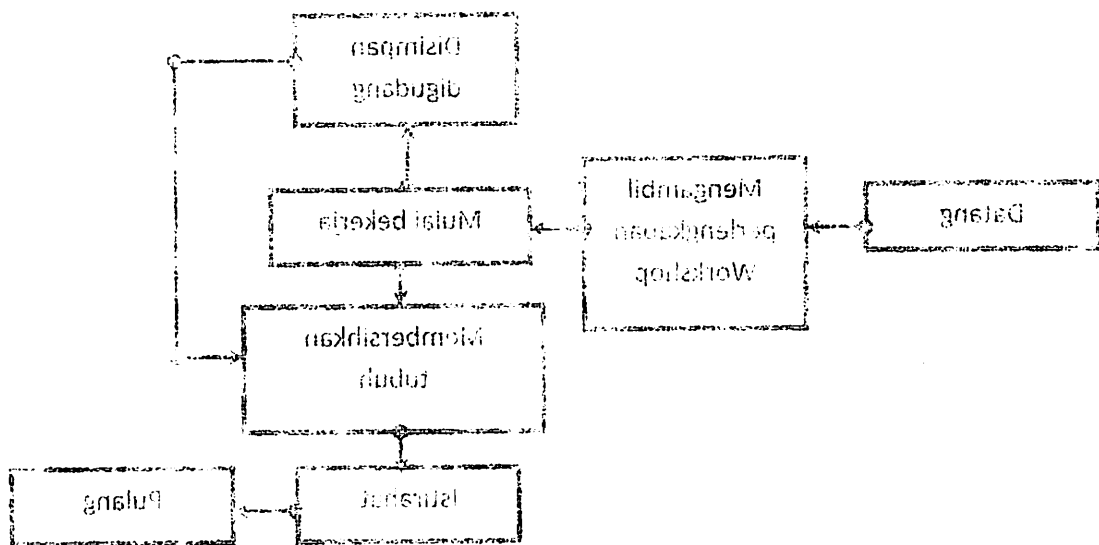 Disimpan
digudang
Datang
Mengambil
perlengkapan
Workshop
Mulai bekerja
Membersihkan
tubuh
Istirahat
Pulang